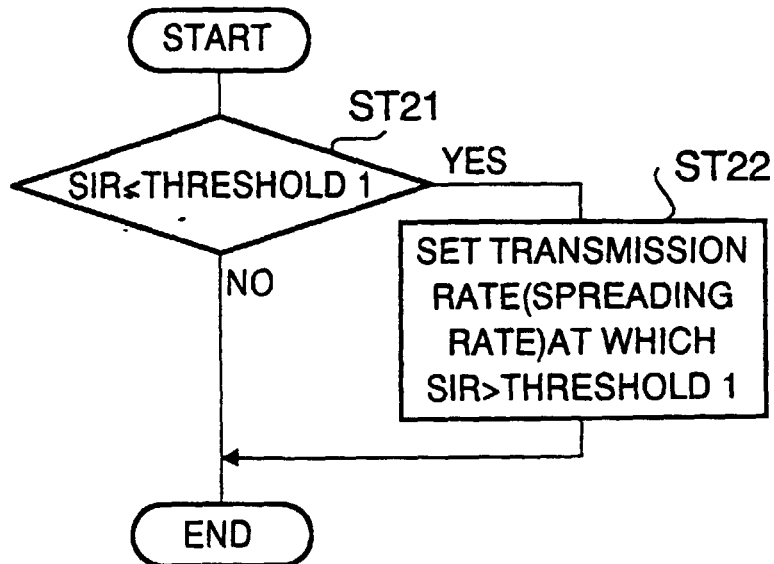 START
ST21
SIR≤THRESHOLD 1
YES
ST22
SET TRANSMISSION
RATE(SPREADING
RATE)AT WHICH
SIR>THRESHOLD 1
NO
END